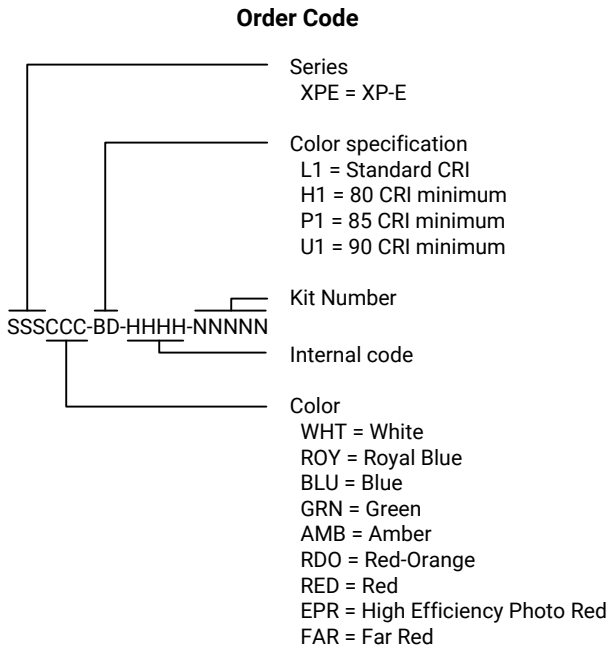 Order Code
Series
XPE = XP-E
Color specification
L1 = Standard CRI
H1 = 80 CRI minimum
P1 = 85 CRI minimum
U1 = 90 CRI minimum
Kit Number
SSSCCC-BD-HHHH-NNNNN
Internal code
Color
WHT = White
ROY = Royal Blue
BLU = Blue
GRN = Green
AMB = Amber
RDO = Red-Orange
RED = Red
EPR = High Efficiency Photo Red
FAR = Far Red